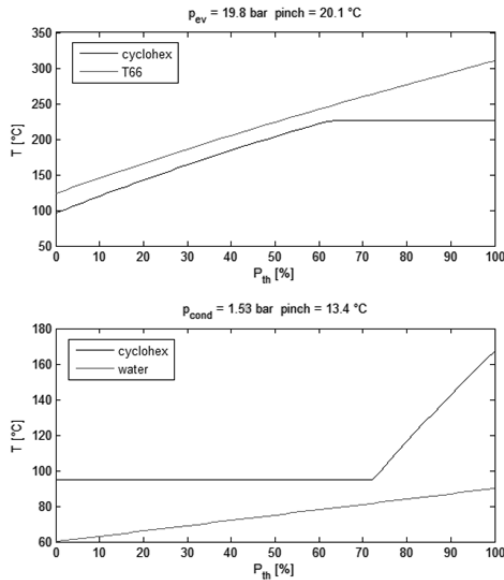 p_ev = 19.8 bar pinch = 20.1 °C
cyclohex
T66
T [°C]
350
300
250
200
150
100
50
0 10 20 30 40 50 60 70 80 90 100
P_th [%]
p_cond = 1.53 bar pinch = 13.4 °C
cyclohex
water
T [°C]
180
160
140
120
100
80
60
0 10 20 30 40 50 60 70 80 90 100
P_th [%]